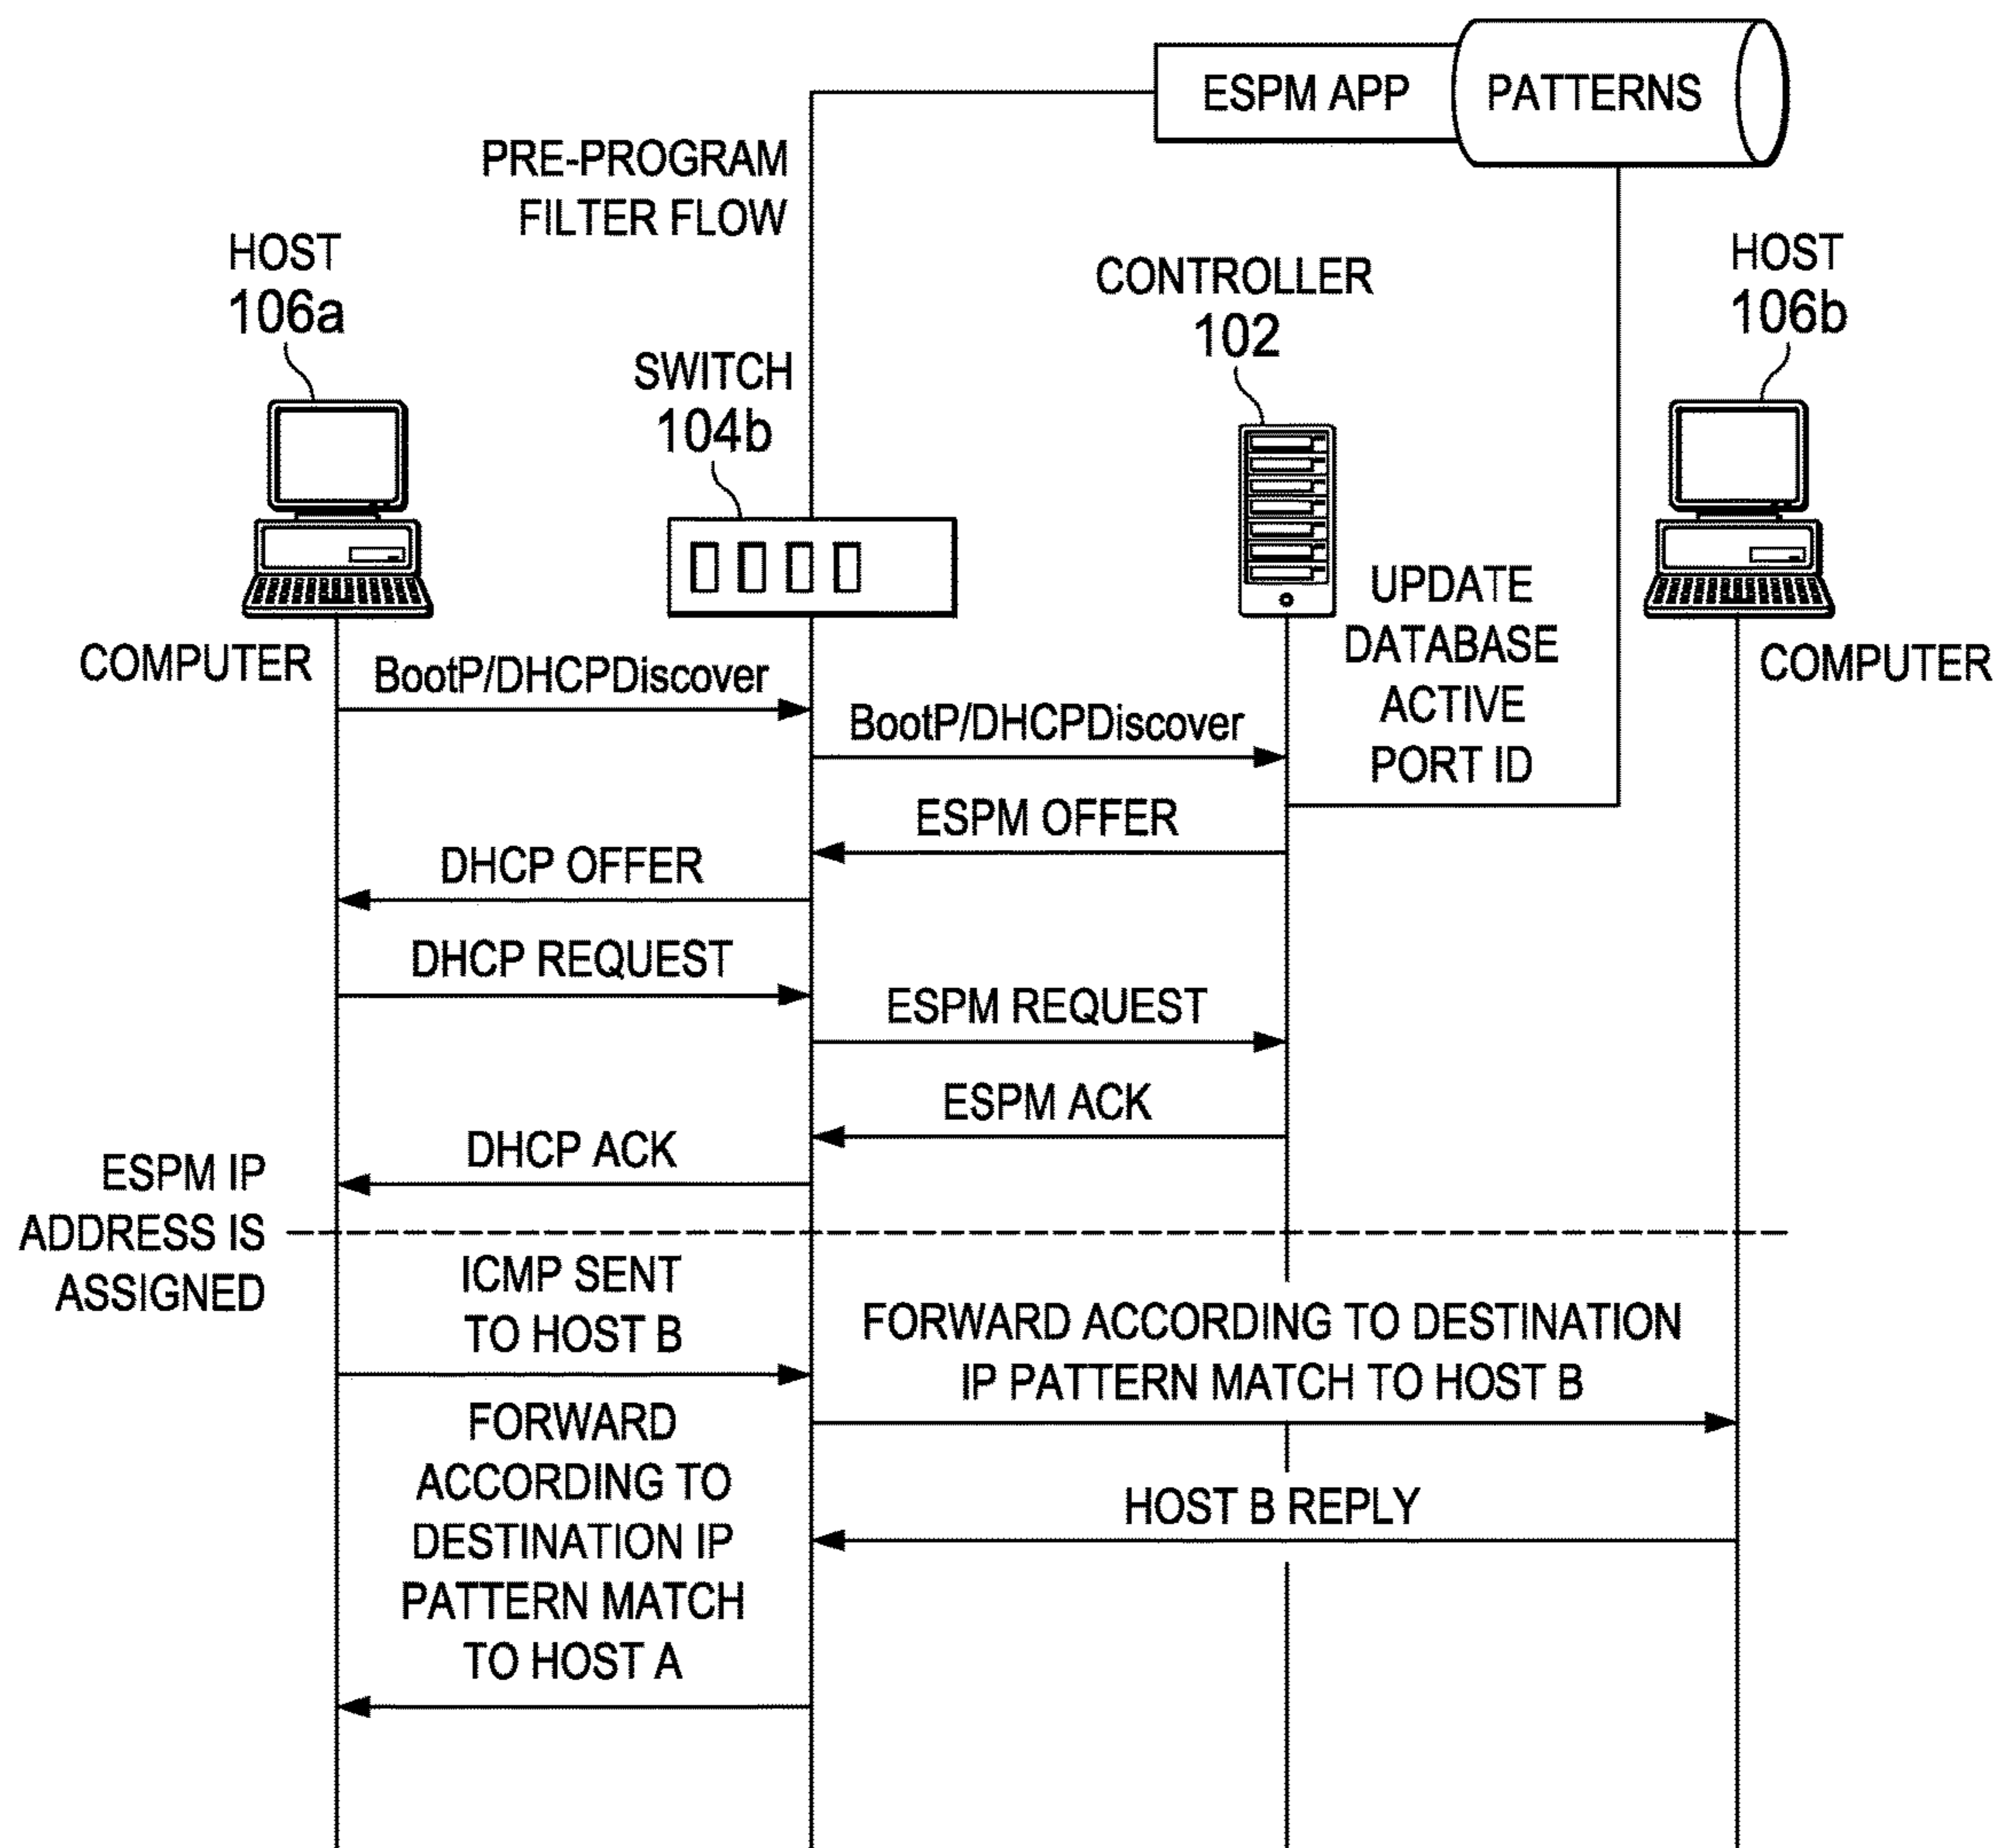 ESPM APP
PATTERNS
PRE-PROGRAM
FILTER FLOW
HOST
106a
SWITCH
104b
CONTROLLER
102
HOST
106b
COMPUTER
UPDATE
DATABASE
ACTIVE
PORT ID
COMPUTER
BootP/DHCPDiscover
BootP/DHCPDiscover
ESPM OFFER
DHCP OFFER
DHCP REQUEST
ESPM REQUEST
ESPM ACK
DHCP ACK
ESPM IP
ADDRESS IS
ASSIGNED
ICMP SENT
TO HOST B
FORWARD ACCORDING TO DESTINATION
IP PATTERN MATCH TO HOST B
HOST B REPLY
FORWARD
ACCORDING TO
DESTINATION IP
PATTERN MATCH
TO HOST A